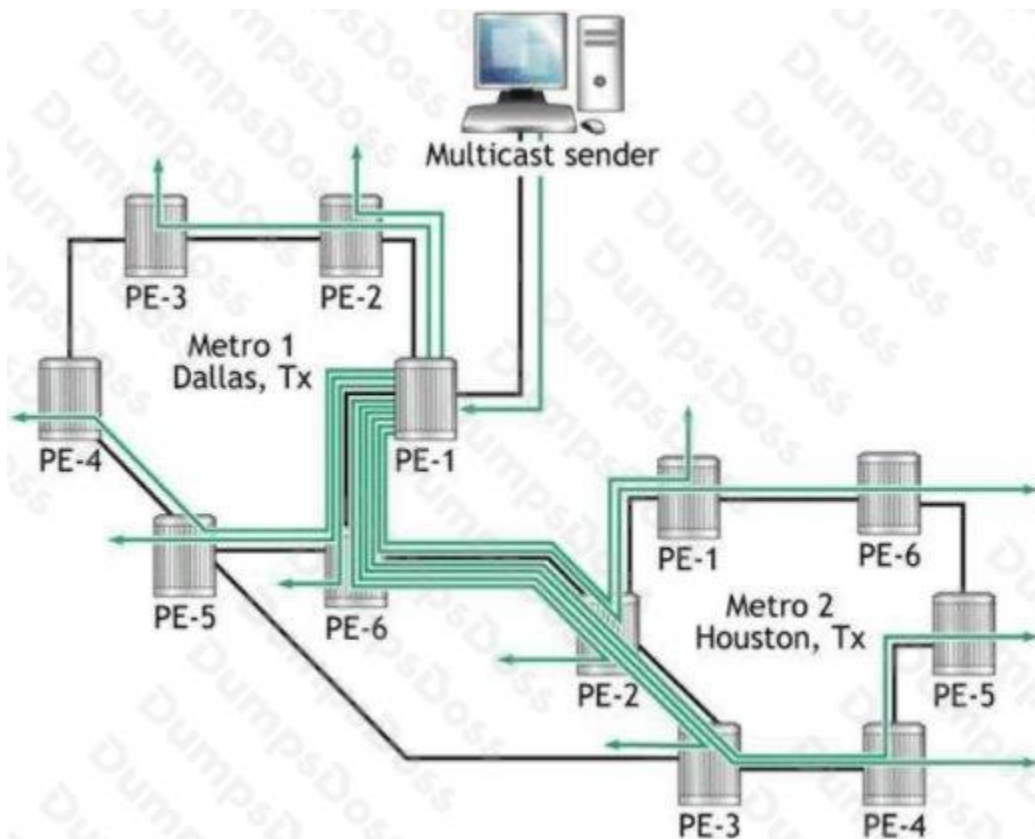 Multicast sender
PE-3
PE-2
Metro 1
Dallas, Tx
PE-4
PE-1
PE-1
PE-6
PE-5
PE-6
Metro 2
Houston, Tx
PE-2
PE-5
PE-3
PE-4
DumpsDoss